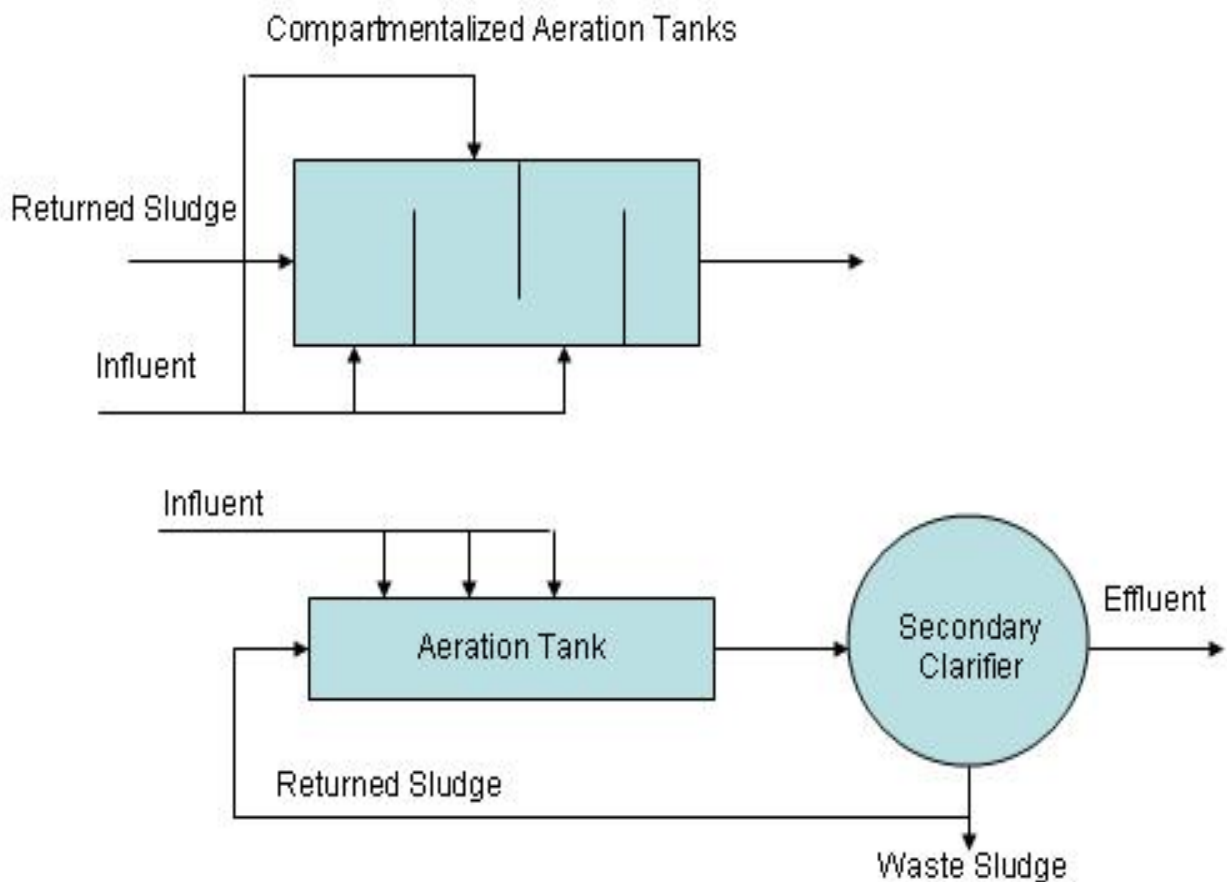 Compartmentalized Aeration Tanks
Returned Sludge
Influent
Influent
Aeration Tank
Secondary
Clarifier
Effluent
Returned Sludge
Waste Sludge